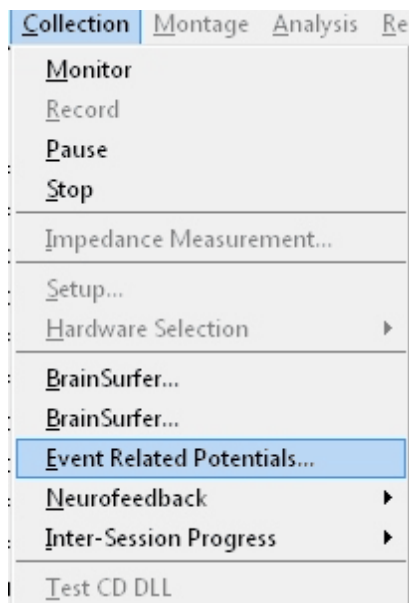 Collection Montage Analysis Re
Monitor
Record
Pause
Stop
Impedance Measurement...
Setup...
Hardware Selection
BrainSurfer...
BrainSurfer...
Event Related Potentials...
Neurofeedback
Inter-Session Progress
Test CD DLL